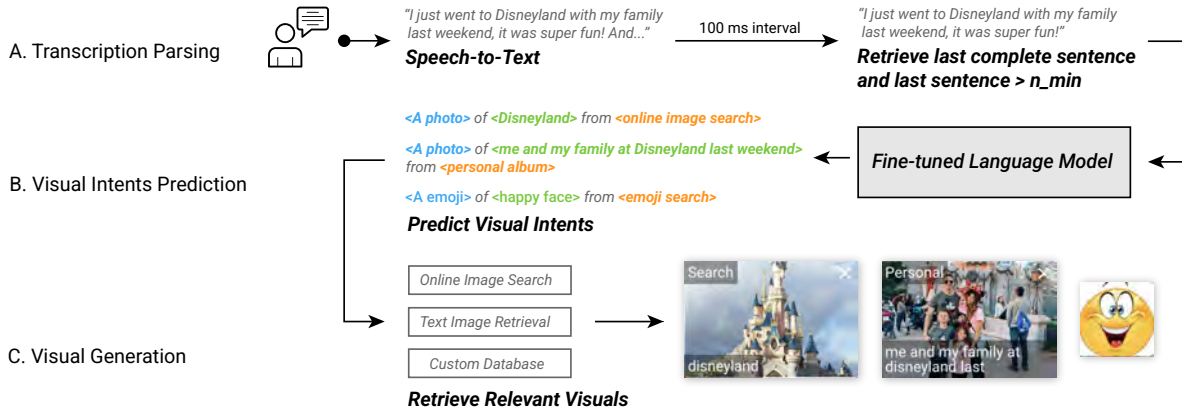 A. Transcription Parsing
“I just went to Disneyland with my family
last weekend, it was super fun! And...”
Speech-to-Text
100 ms interval
“I just went to Disneyland with my family
last weekend, it was super fun!”
Retrieve last complete sentence
and last sentence > n_min
B. Visual Intents Prediction
<A photo> of <Disneyland> from <online image search>
<A photo> of <me and my family at Disneyland last weekend>
from <personal album>
<A emoji> of <happy face> from <emoji search>
Predict Visual Intents
Fine-tuned Language Model
C. Visual Generation
Online Image Search
Text Image Retrieval
Custom Database
Retrieve Relevant Visuals
Search
disneyland
Personal
me and my family at
disneyland last